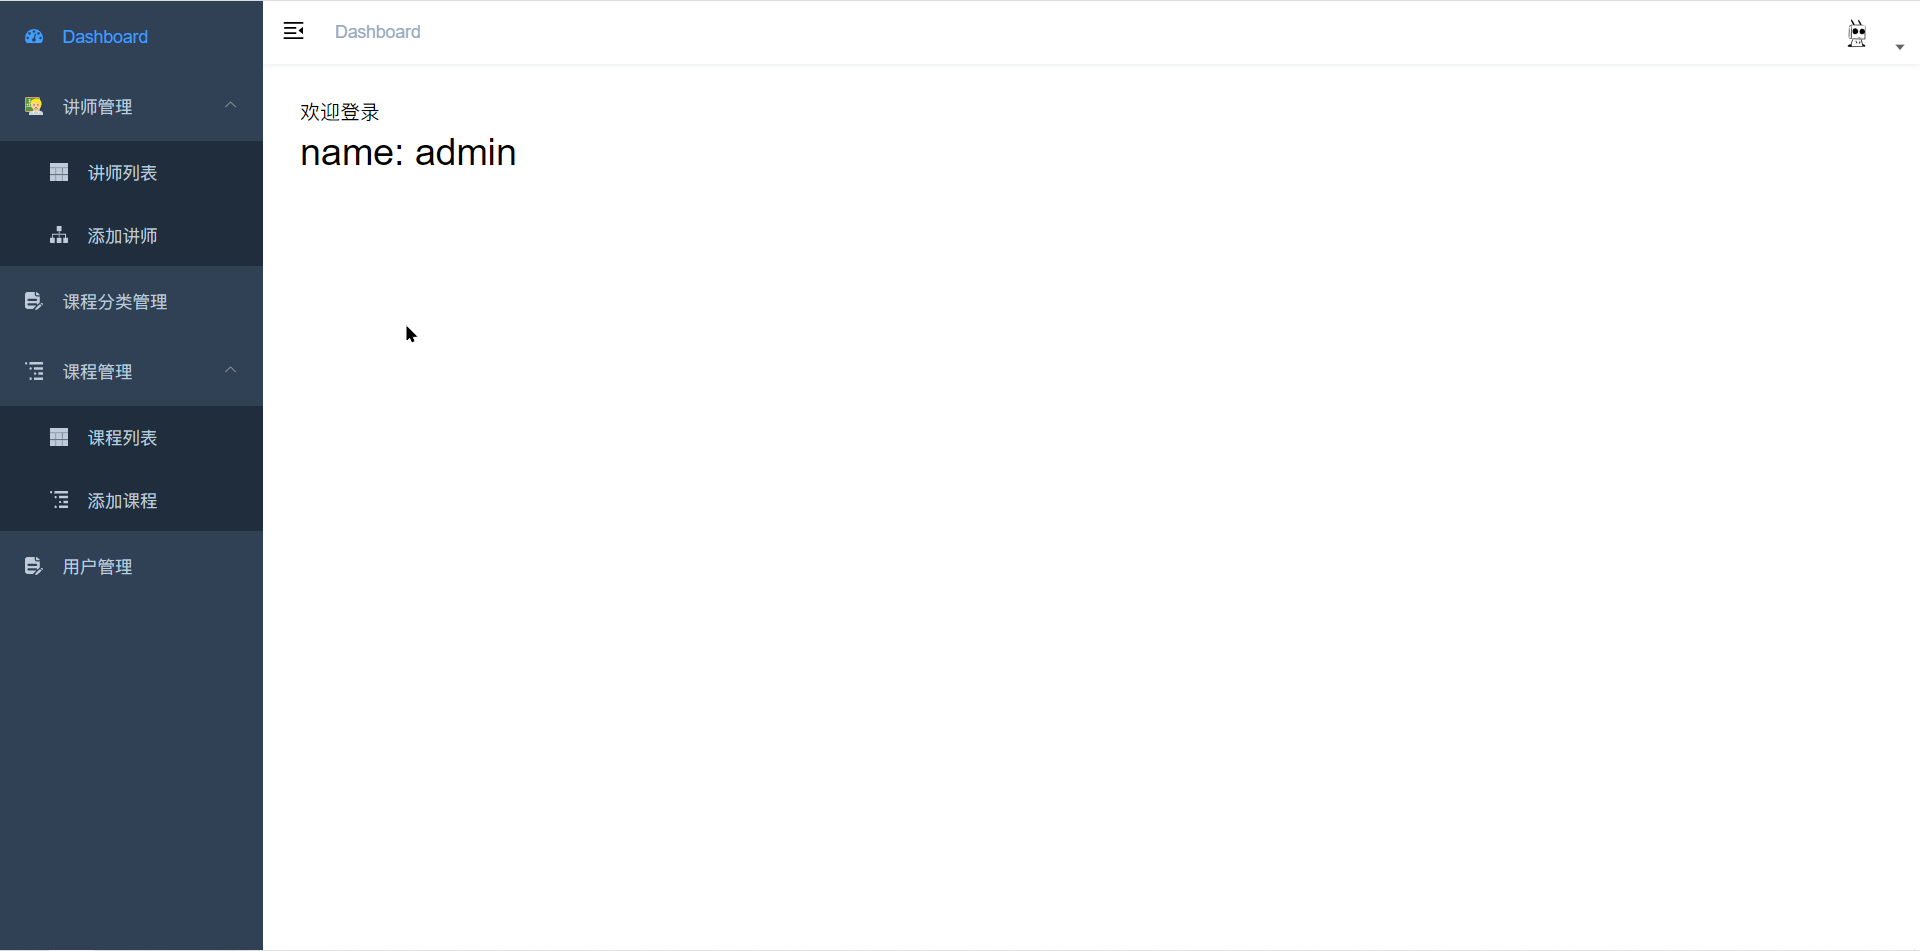 Dashboard
讲师管理
讲师列表
添加讲师
课程分类管理
课程管理
课程列表
添加课程
用户管理
Dashboard
欢迎登录
name: admin